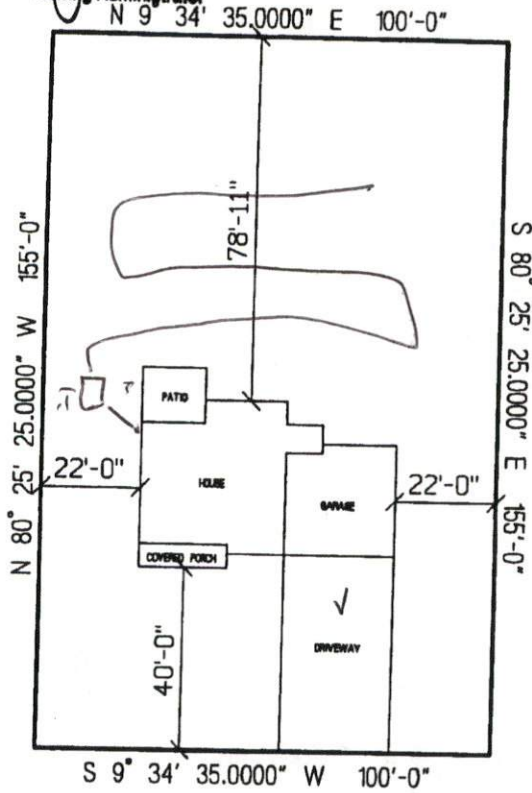 N 9° 34' 35.0000" E 100'-0"
78'-11"
N 80° 25' 25.0000" W 155'-0"
S 80° 25' 25.0000" E 155'-0"
PATIO
22'-0"
HOUSE
GARAGE
22'-0"
COVERED PORCH
DRIVEWAY
40'-0"
S 9° 34' 35.0000" W 100'-0"